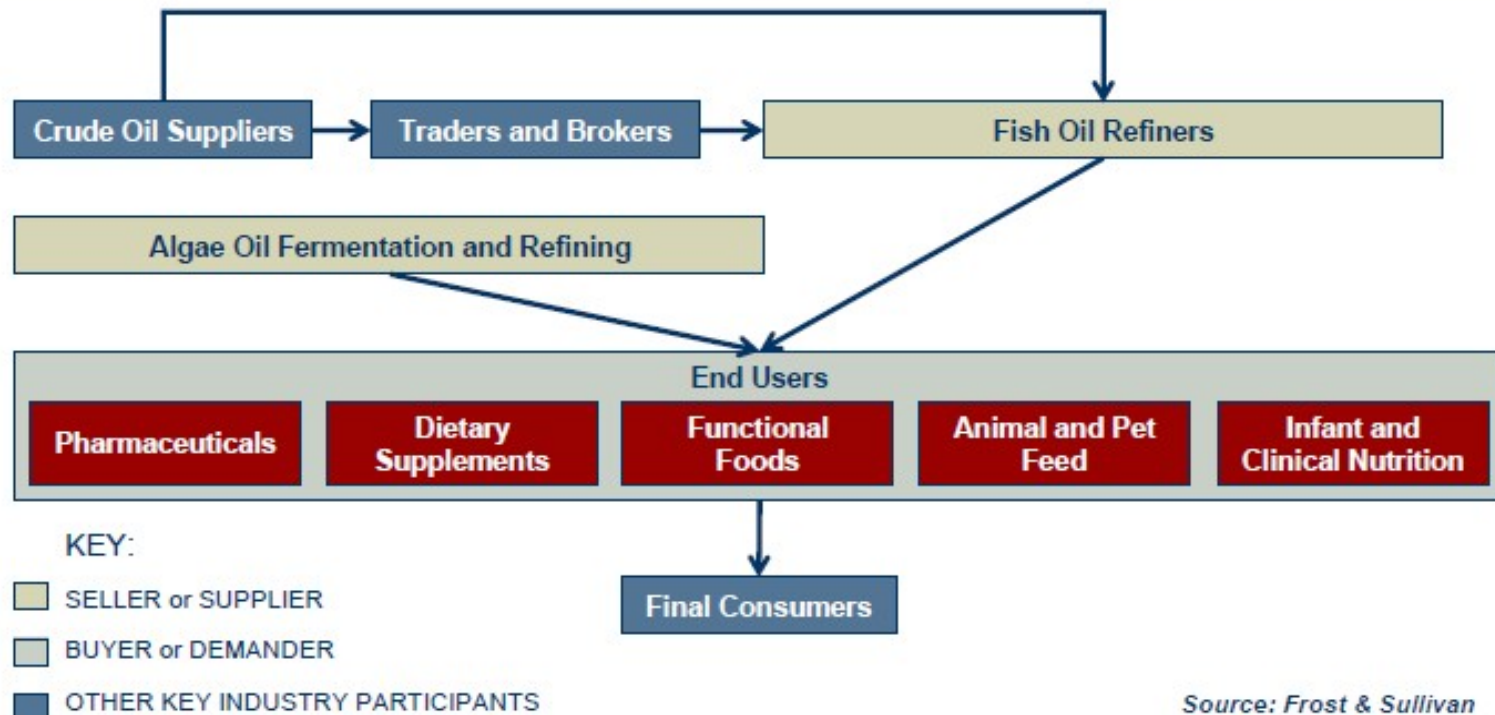 Crude Oil Suppliers
Traders and Brokers
Fish Oil Refiners
Algae Oil Fermentation and Refining
End Users
Pharmaceuticals
Dietary
Supplements
Functional
Foods
Animal and Pet
Feed
Infant and
Clinical Nutrition
Final Consumers
KEY:
SELLER or SUPPLIER
BUYER or DEMANDER
OTHER KEY INDUSTRY PARTICIPANTS
Source: Frost & Sullivan